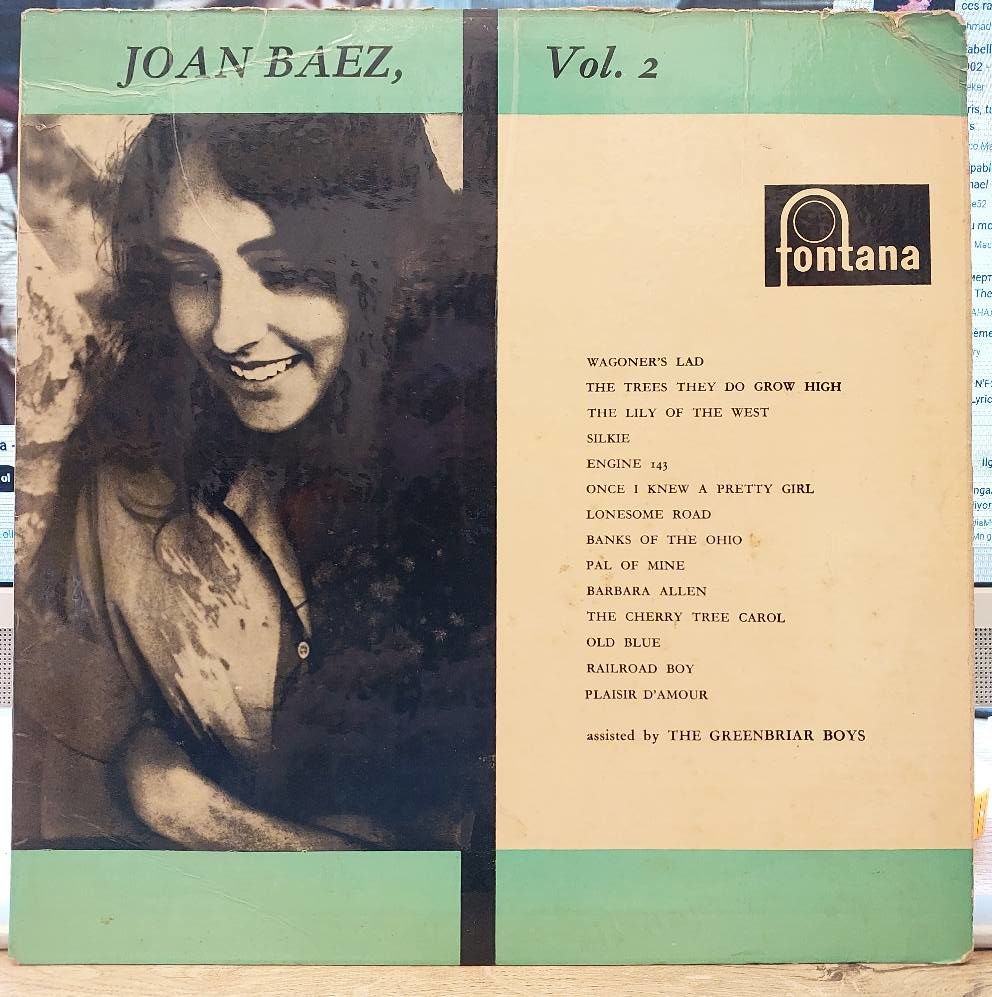 JOAN BAEZ, Vol. 2
fontana
WAGONER'S LAD
THE TREES THEY DO GROW HIGH
THE LILY OF THE WEST
SILKIE
ENGINE 143
ONCE I KNEW A PRETTY GIRL
LONESOME ROAD
BANKS OF THE OHIO
PAL OF MINE
BARBARA ALLEN
THE CHERRY TREE CAROL
OLD BLUE
RAILROAD BOY
PLAISIR D'AMOUR
assisted by THE GREENBRIAR BOYS